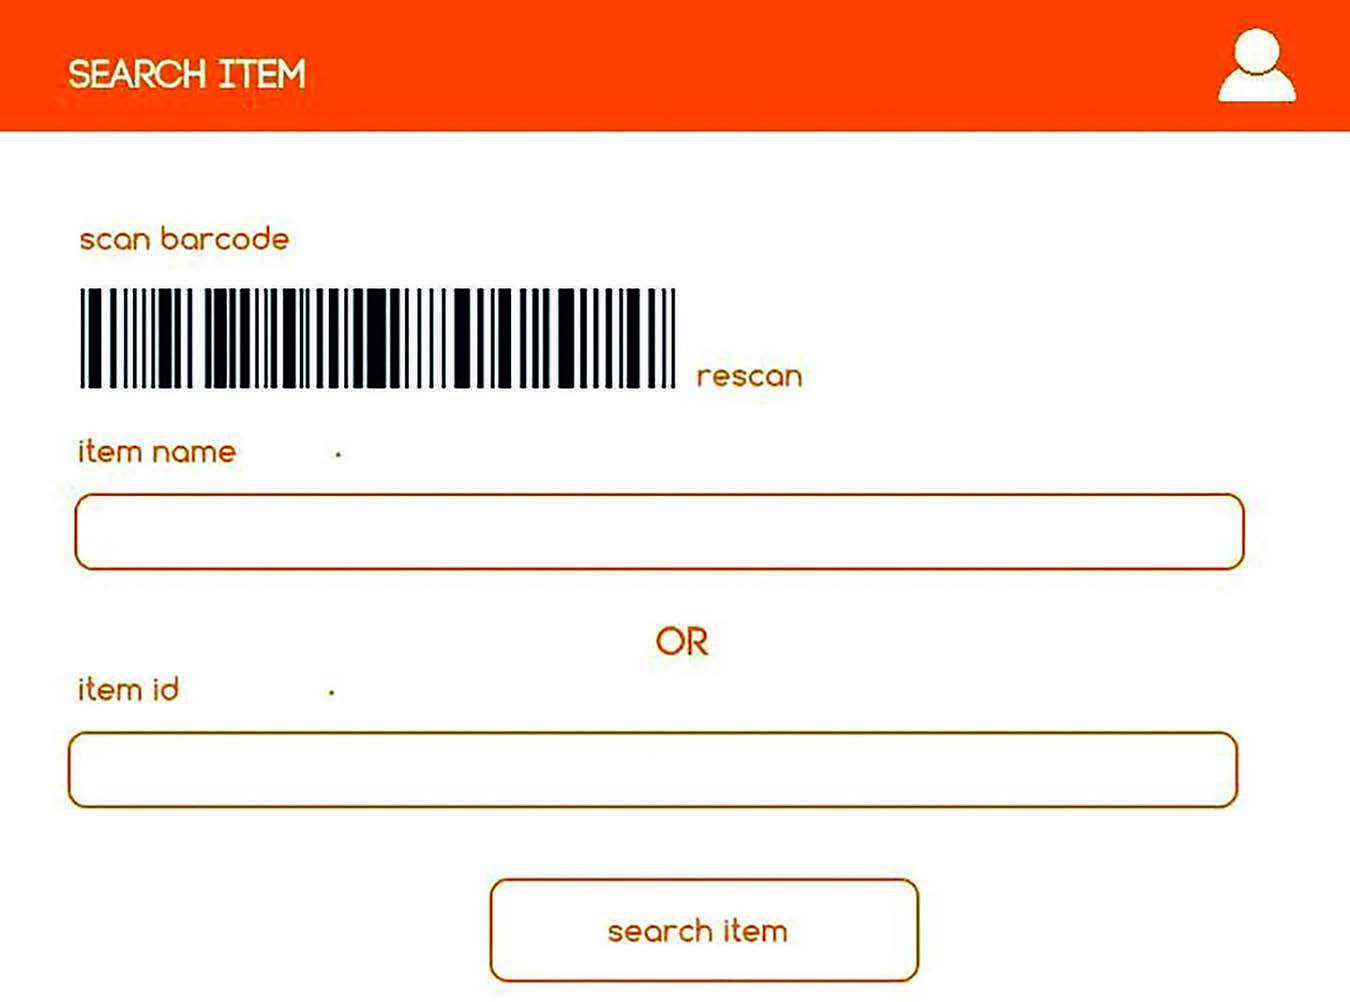 SEARCH ITEM
scan barcode
rescan
item name
OR
item id
search item